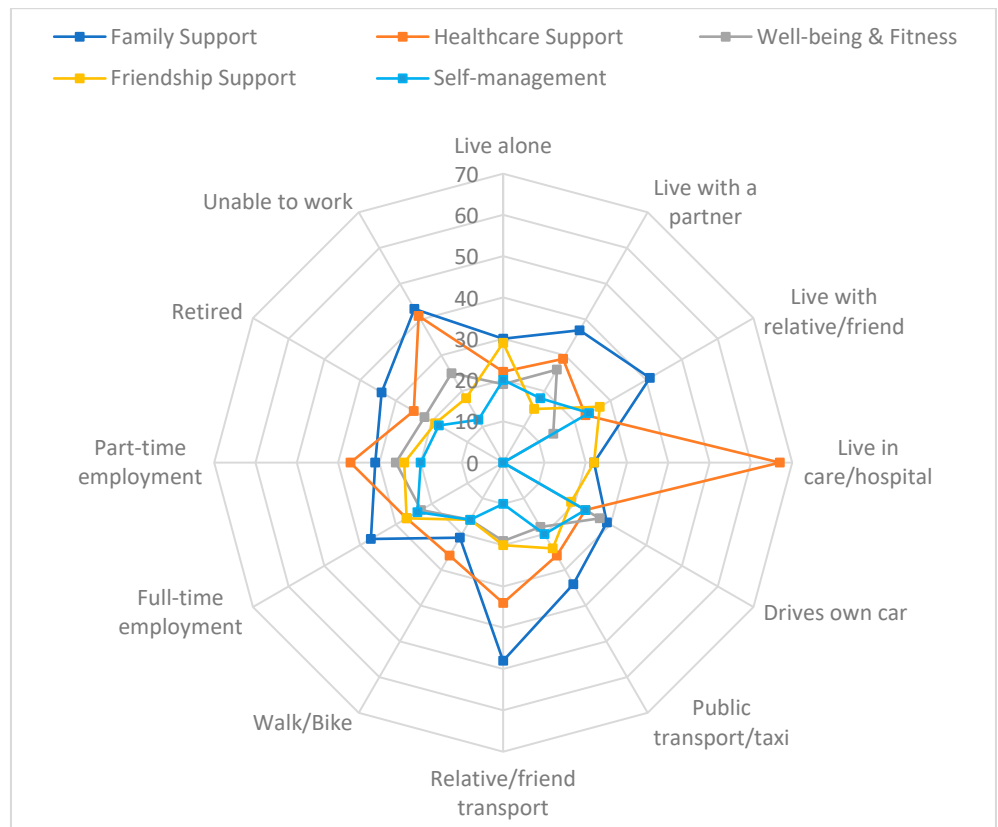 Family Support
Healthcare Support
Well-being & Fitness
Friendship Support
Self-management
Live alone
Live with a
partner
Live with
relative/friend
Live in
care/hospital
Drives own car
Public
transport/taxi
Relative/friend
transport
Walk/Bike
Full-time
employment
Part-time
employment
Retired
Unable to work
70
60
50
40
30
20
10
0